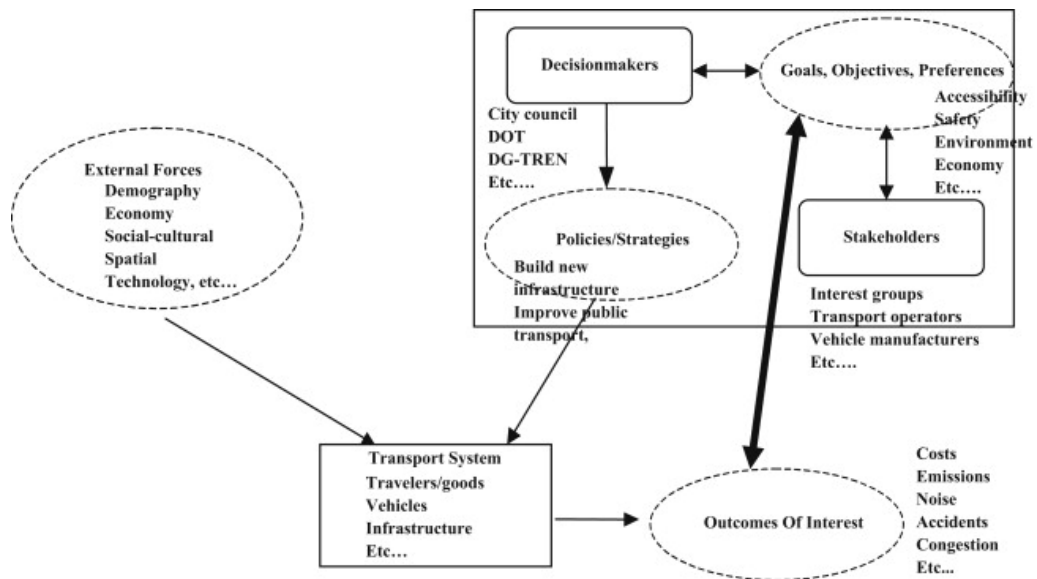 Decisionmakers
City council
DOT
DG-TREN
Etc….
Goals, Objectives, Preferences
Accessibility
Safety
Environment
Economy
Etc….
External Forces
Demography
Economy
Social-cultural
Spatial
Technology, etc…
Policies/Strategies
Build new
infrastructure
Improve public
transport,
Stakeholders
Interest groups
Transport operators
Vehicle manufacturers
Etc….
Transport System
Travelers/goods
Vehicles
Infrastructure
Etc…
Outcomes Of Interest
Costs
Emissions
Noise
Accidents
Congestion
Etc...